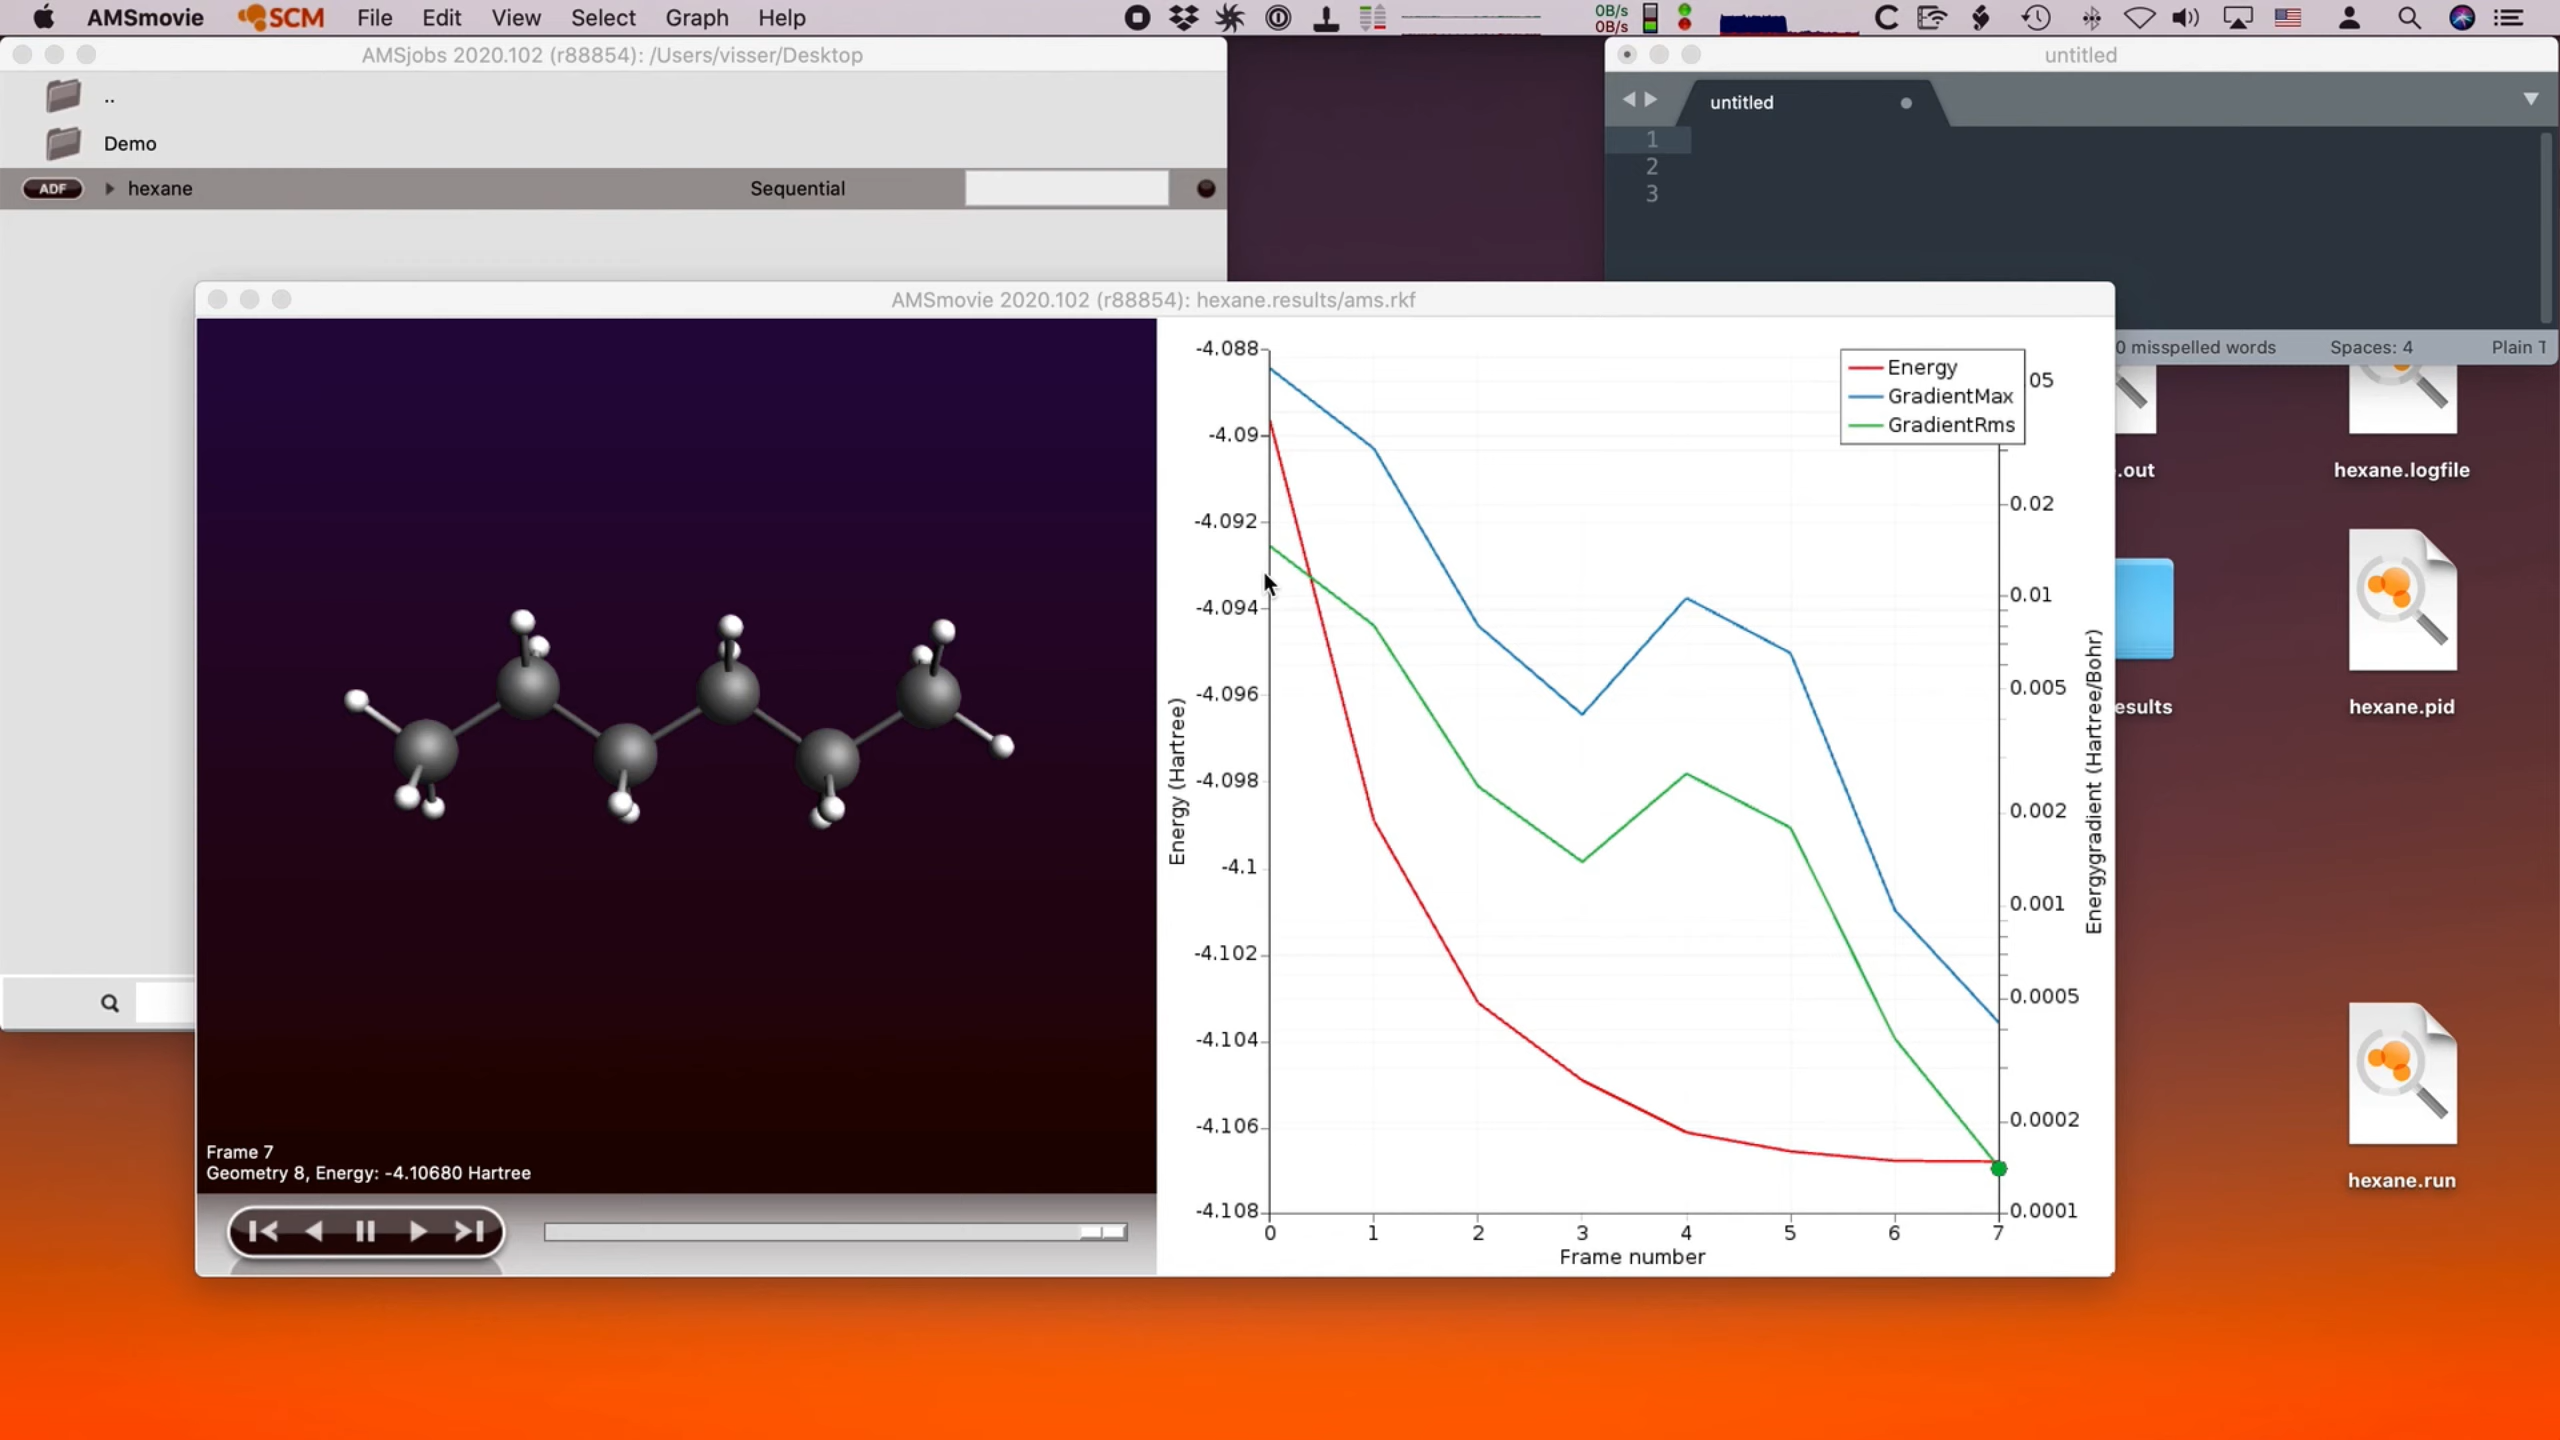 AMSmovie SCM File Edit View Select Graph Help
0B/s
0B/s
AMSjobs 2020.102 (r88854): /Users/visser/Desktop
..
Demo
ADF hexane Sequential
untitled
untitled
1
2
3
0 misspelled words Spaces: 4 Plain T
AMSmovie 2020.102 (r88854): hexane.results/ams.rkf
Frame 7
Geometry 8, Energy: -4.10680 Hartree
Energy (Hartree)
-4.088
-4.09
-4.092
-4.094
-4.096
-4.098
-4.1
-4.102
-4.104
-4.106
-4.108
Energy
GradientMax
GradientRms
05
0.02
0.01
0.005
0.002
0.001
0.0005
0.0002
0.0001
Energygradient (Hartree/Bohr)
0 1 2 3 4 5 6 7
Frame number
.out
hexane.logfile
esults
hexane.pid
hexane.run